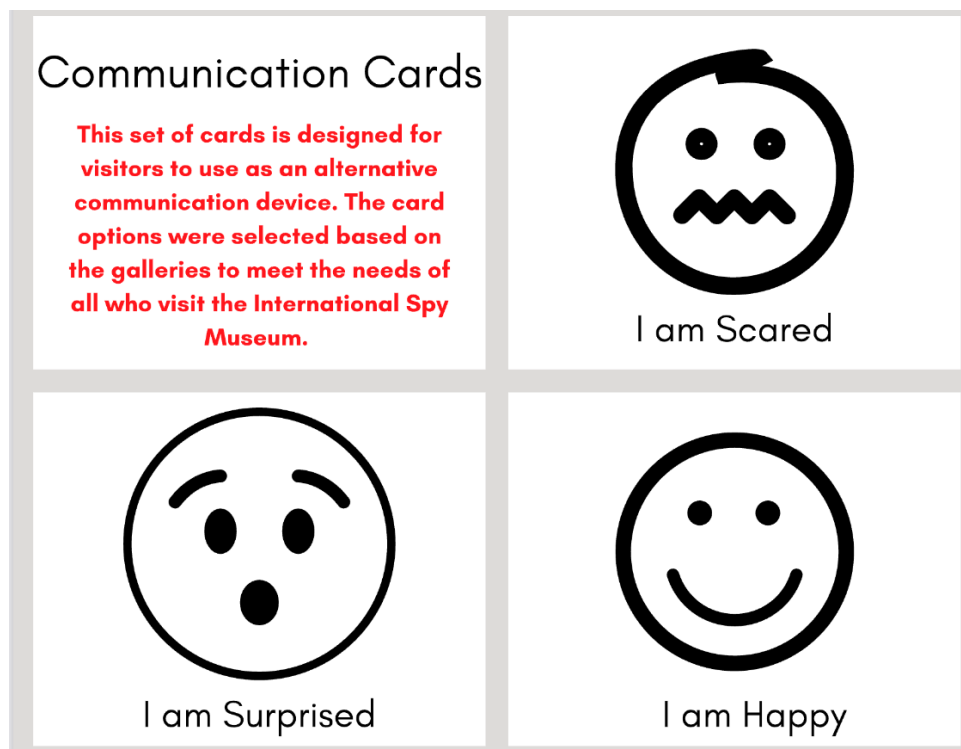 Communication Cards
This set of cards is designed for
visitors to use as an alternative
communication device. The card
options were selected based on
the galleries to meet the needs of
all who visit the International Spy
Museum.
I am Scared
I am Surprised
I am Happy